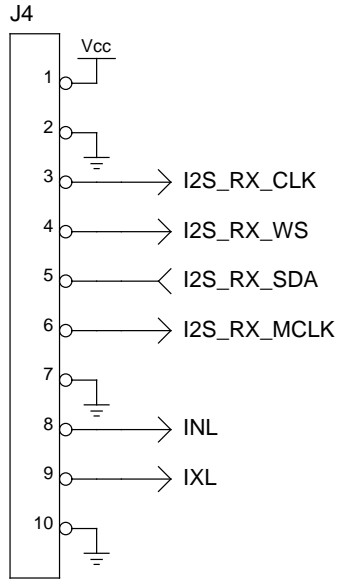 J4
Vcc
1
2
3 I2S_RX_CLK
4 I2S_RX_WS
5 I2S_RX_SDA
6 I2S_RX_MCLK
7
8 INL
9 IXL
10